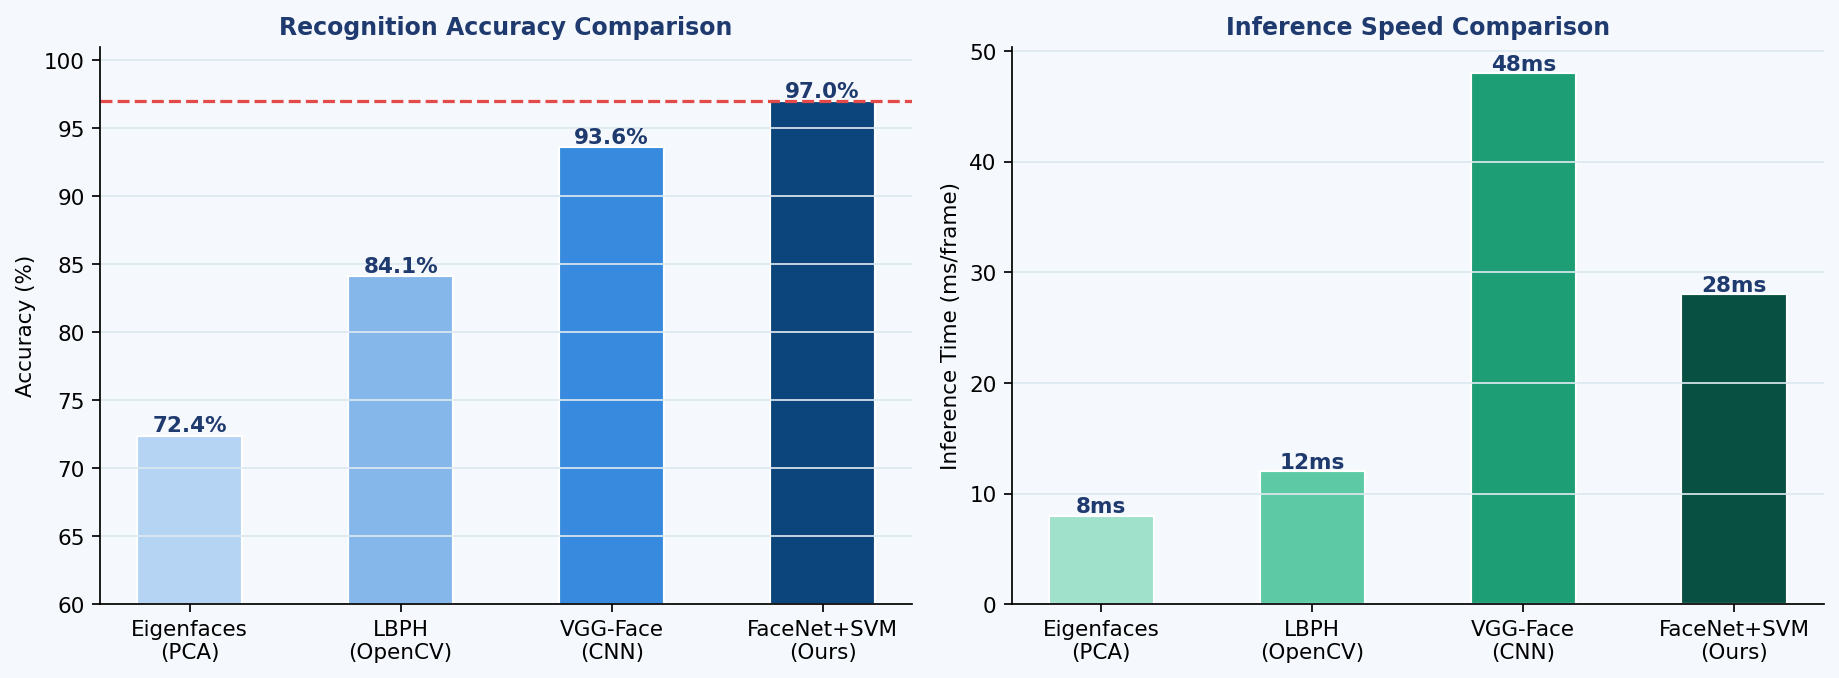 Recognition Accuracy Comparison
Accuracy (%)
100
95
90
85
80
75
70
65
60
72.4%
84.1%
93.6%
97.0%
Eigenfaces
(PCA)
LBPH
(OpenCV)
VGG-Face
(CNN)
FaceNet+SVM
(Ours)
Inference Speed Comparison
Inference Time (ms/frame)
50
40
30
20
10
0
8ms
12ms
48ms
28ms
Eigenfaces
(PCA)
LBPH
(OpenCV)
VGG-Face
(CNN)
FaceNet+SVM
(Ours)